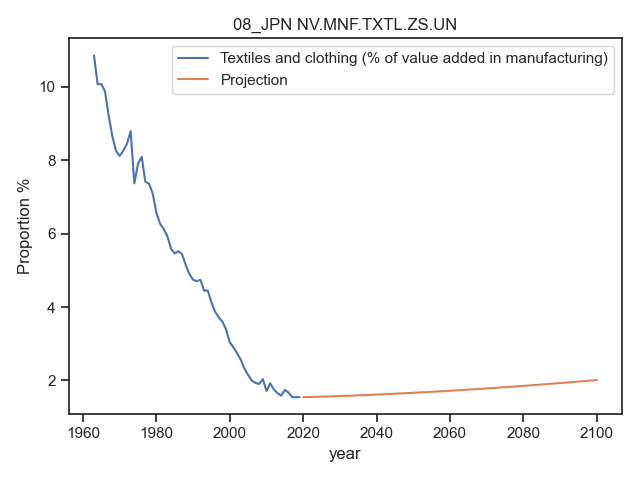 08_JPN NV.MNF.TXTL.ZS.UN
Textiles and clothing (% of value added in manufacturing)
Projection
Proportion %
10
8
6
4
2
1960 1980 2000 2020 2040 2060 2080 2100
year